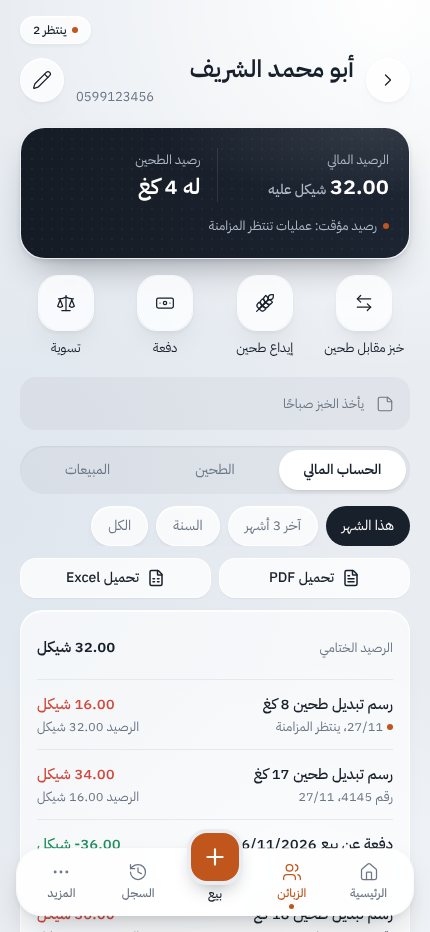 ينتظر 2
أبو محمد الشريف
0599123456
الرصيد المالي
32.00 شيكل عليه
رصيد الطحين
له 4 كغ
رصيد مؤقت: عمليات تنتظر المزامنة
خبز مقابل طحين
إيداع طحين
دفعة
تسوية
يأخذ الخبز صباحًا
الحساب المالي
الطحين
المبيعات
هذا الشهر
آخر 3 أشهر
السنة
الكل
تحميل PDF
تحميل Excel
الرصيد الختامي
32.00 شيكل
رسم تبديل طحين 8 كغ
16.00 شيكل
27/11، ينتظر المزامنة
الرصيد 32.00 شيكل
رسم تبديل طحين 17 كغ
34.00 شيكل
رقم 4145، 27/11
الرصيد 16.00 شيكل
دفعة عن بيع 6/11/2026
-36.00 شيكل
الرئيسية
الزبائن
بيع
السجل
المزيد